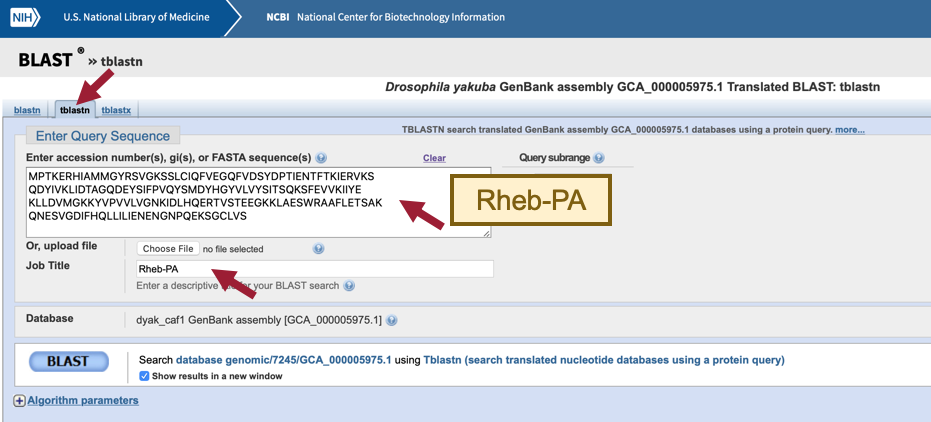 NIH U.S. National Library of Medicine NCBI National Center for Biotechnology Information
BLAST ® » tblastn
Drosophila yakuba GenBank assembly GCA_000005975.1 Translated BLAST: tblastn
blastn tblastn tblastx
Enter Query Sequence
TBLASTN search translated GenBank assembly GCA_000005975.1 databases using a protein query. more...
Enter accession number(s), gi(s), or FASTA sequence(s) ? Clear Query subrange ?
MPTKERHIAMMGYRSVGKSSLCIQFVEGQFVDSYDPTIENTFTKIERVKS
QDYIVKLIDTAGQDEYSIFPVQYSMDYHGYVLVYSITSQKSFEVVKIIYE
KLLDVMGKKYVPVVLVGNKIDLHQERTVSTEEGKKLAESWRAAFLETSAK
QNESVGDIFHQLLILIENENGNPQEKSGCLVS
Rheb-PA
Or, upload file Choose File no file selected ?
Job Title Rheb-PA
Enter a descriptive for your BLAST search ?
Database dyak_caf1 GenBank assembly [GCA_000005975.1] ?
BLAST Search database genomic/7245/GCA_000005975.1 using Tblastn (search translated nucleotide databases using a protein query)
Show results in a new window
Algorithm parameters